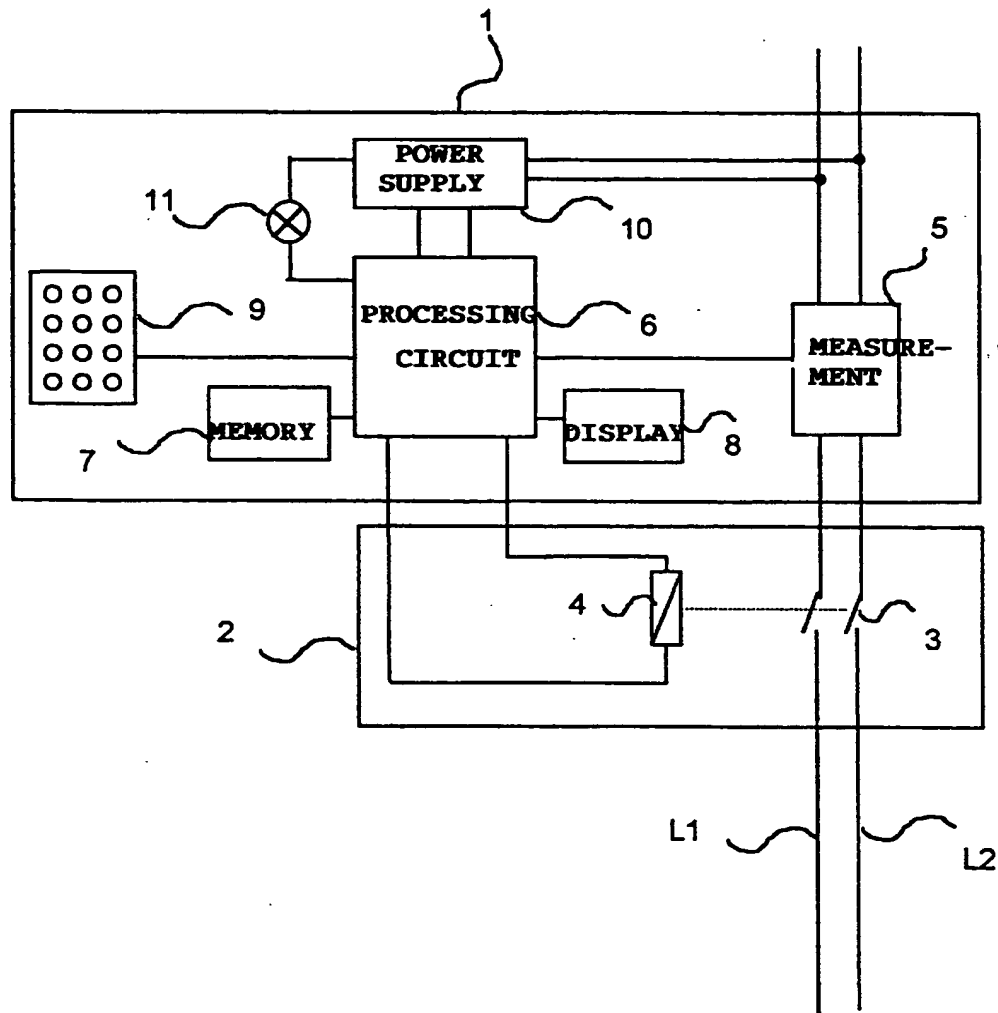 1
POWER
SUPPLY
11
10
5
9
PROCESSING
CIRCUIT
6
MEASURE-
MENT
MEMORY
DISPLAY
7
8
4
2
3
L1
L2